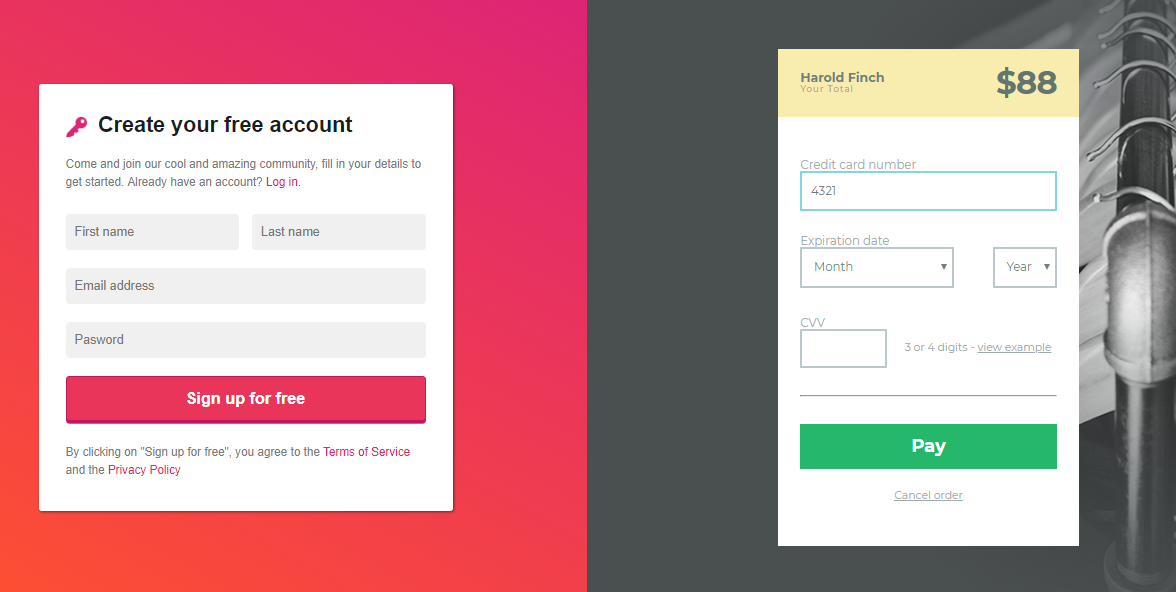 Create your free account
Come and join our cool and amazing community, fill in your details to
get started. Already have an account? Log in.
First name Last name
Email address
Pasword
Sign up for free
By clicking on "Sign up for free", you agree to the Terms of Service
and the Privacy Policy
Harold Finch
Your Total
$88
Credit card number
4321
Expiration date
Month Year
CVV
3 or 4 digits - view example
Pay
Cancel order